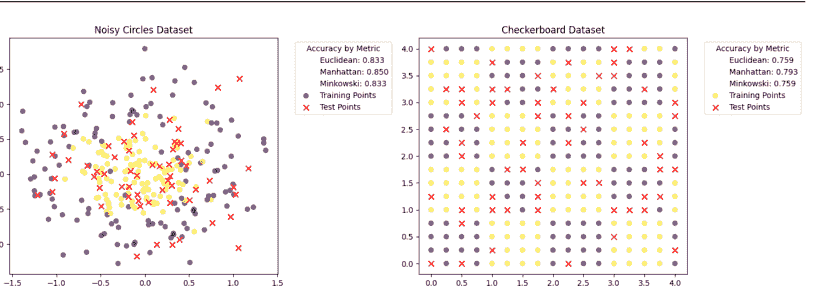 Noisy Circles Dataset
Accuracy by Metric
Euclidean: 0.833
Manhattan: 0.850
Minkowski: 0.833
Training Points
Test Points
−1.5 −1.0 −0.5 0.0 0.5 1.0 1.5
Checkerboard Dataset
4.0
3.5
3.0
2.5
2.0
1.5
1.0
0.5
0.0
0.0 0.5 1.0 1.5 2.0 2.5 3.0 3.5 4.0
Accuracy by Metric
Euclidean: 0.759
Manhattan: 0.793
Minkowski: 0.759
Training Points
Test Points